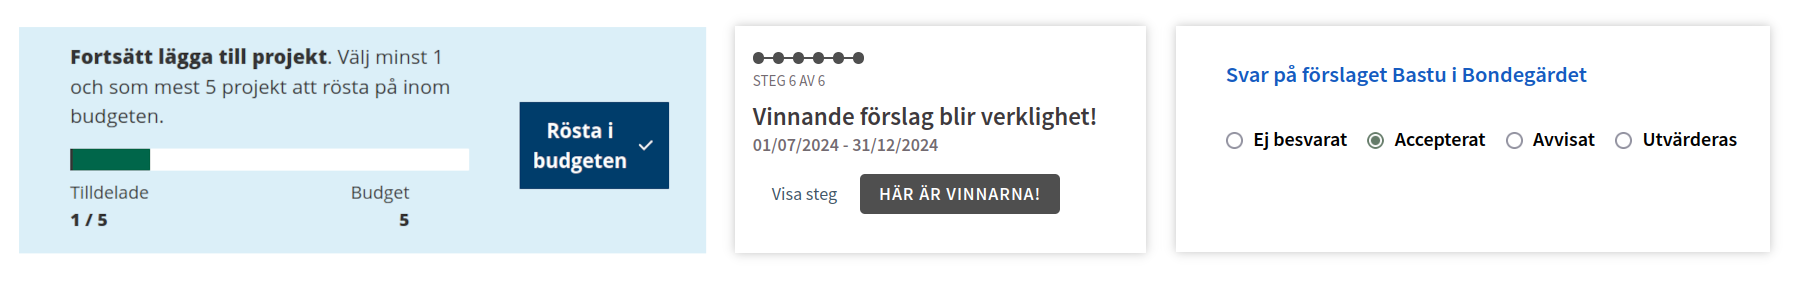 Fortsätt lägga till projekt. Välj minst 1
och som mest 5 projekt att rösta på inom
budgeten.
Tilldelade
Budget
1 / 5
5
Rösta i
budgeten
STEG 6 AV 6
Vinnande förslag blir verklighet!
01/07/2024 - 31/12/2024
Visa steg
HÄR ÄR VINNARNA!
Svar på förslaget Bastu i Bondegärdet
Ej besvarat
Accepterat
Avvisat
Utvärderas